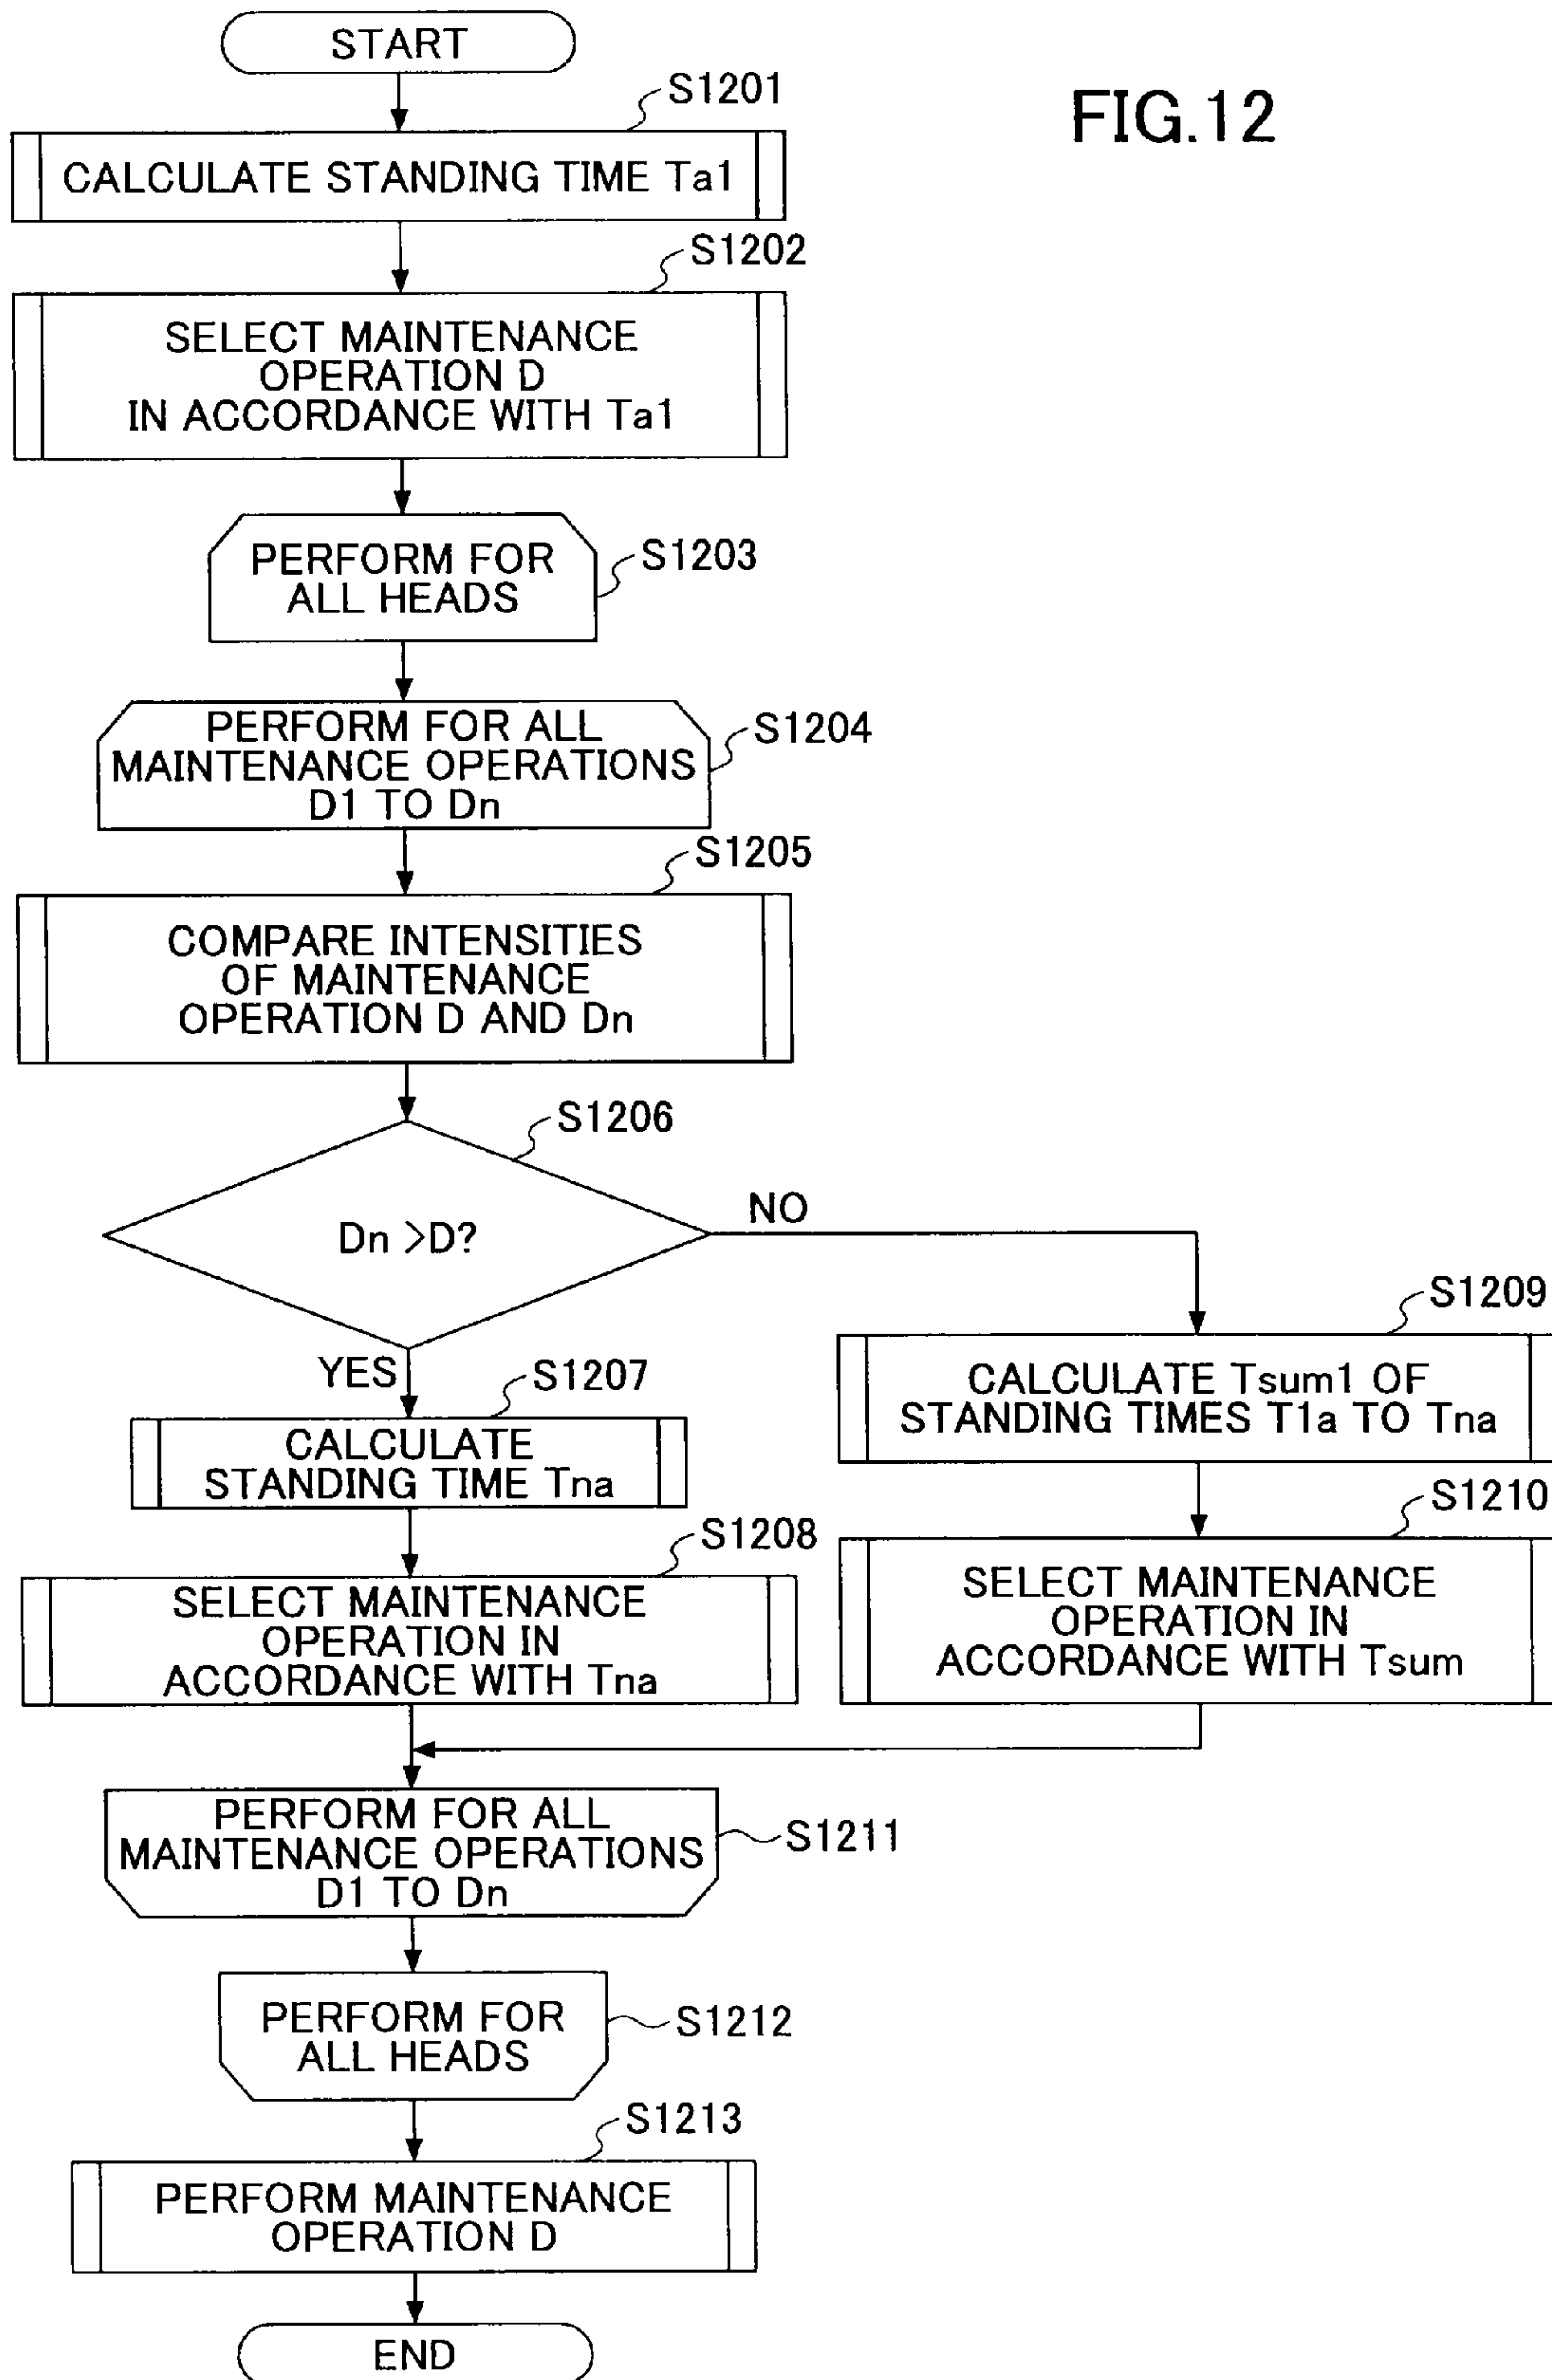 FIG.12
START
S1201
CALCULATE STANDING TIME Ta1
S1202
SELECT MAINTENANCE
OPERATION D
IN ACCORDANCE WITH Ta1
S1203
PERFORM FOR
ALL HEADS
S1204
PERFORM FOR ALL
MAINTENANCE OPERATIONS
D1 TO Dn
S1205
COMPARE INTENSITIES
OF MAINTENANCE
OPERATION D AND Dn
S1206
Dn >D?
NO
YES
S1207
CALCULATE
STANDING TIME Tna
S1208
SELECT MAINTENANCE
OPERATION IN
ACCORDANCE WITH Tna
S1209
CALCULATE Tsum1 OF
STANDING TIMES T1a TO Tna
S1210
SELECT MAINTENANCE
OPERATION IN
ACCORDANCE WITH Tsum
S1211
PERFORM FOR ALL
MAINTENANCE OPERATIONS
D1 TO Dn
S1212
PERFORM FOR
ALL HEADS
S1213
PERFORM MAINTENANCE
OPERATION D
END